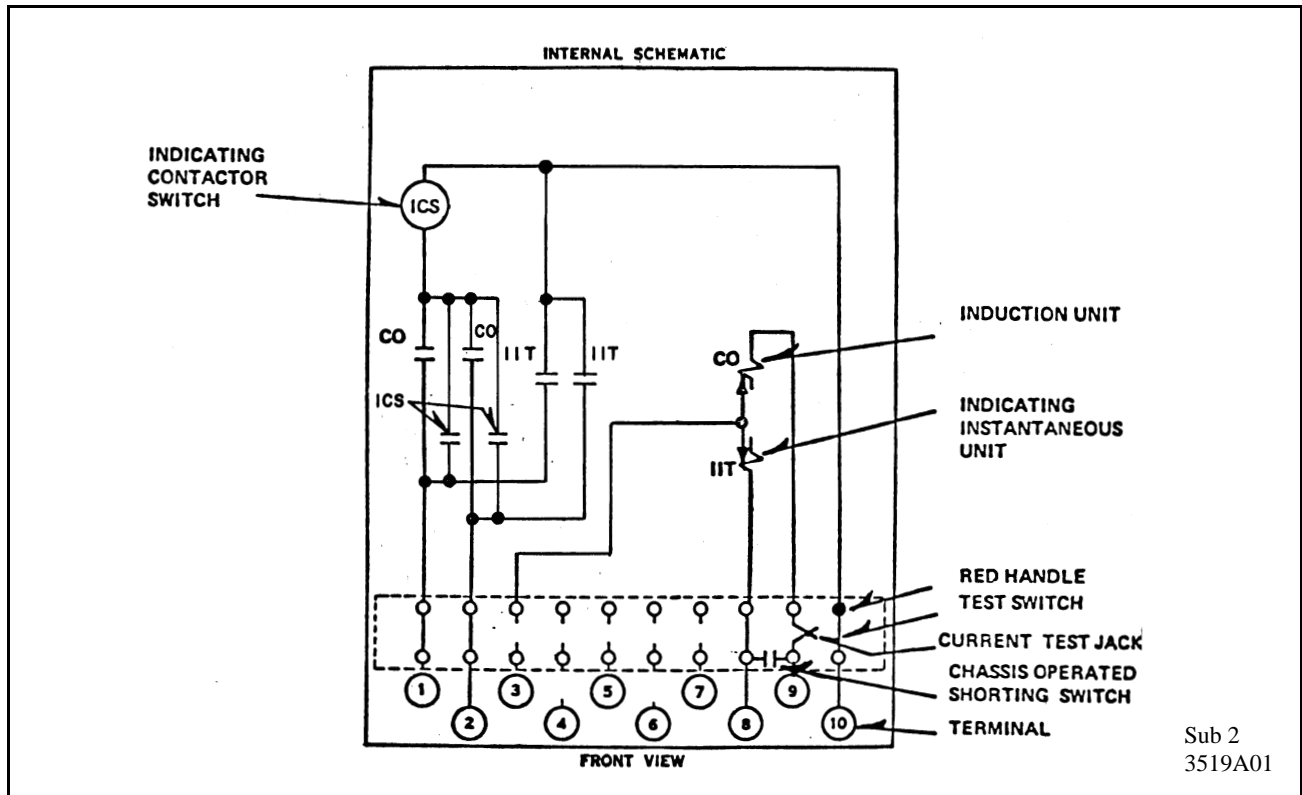 INTERNAL SCHEMATIC
INDICATING
CONTACTOR
SWITCH
ICS
CO
CO
IIT
IIT
ICS
CO
IIT
INDUCTION UNIT
INDICATING
INSTANTANEOUS
UNIT
RED HANDLE
TEST SWITCH
CURRENT TEST JACK
CHASSIS OPERATED
SHORTING SWITCH
TERMINAL
1
2
3
4
5
6
7
8
9
10
FRONT VIEW
Sub 2
3519A01